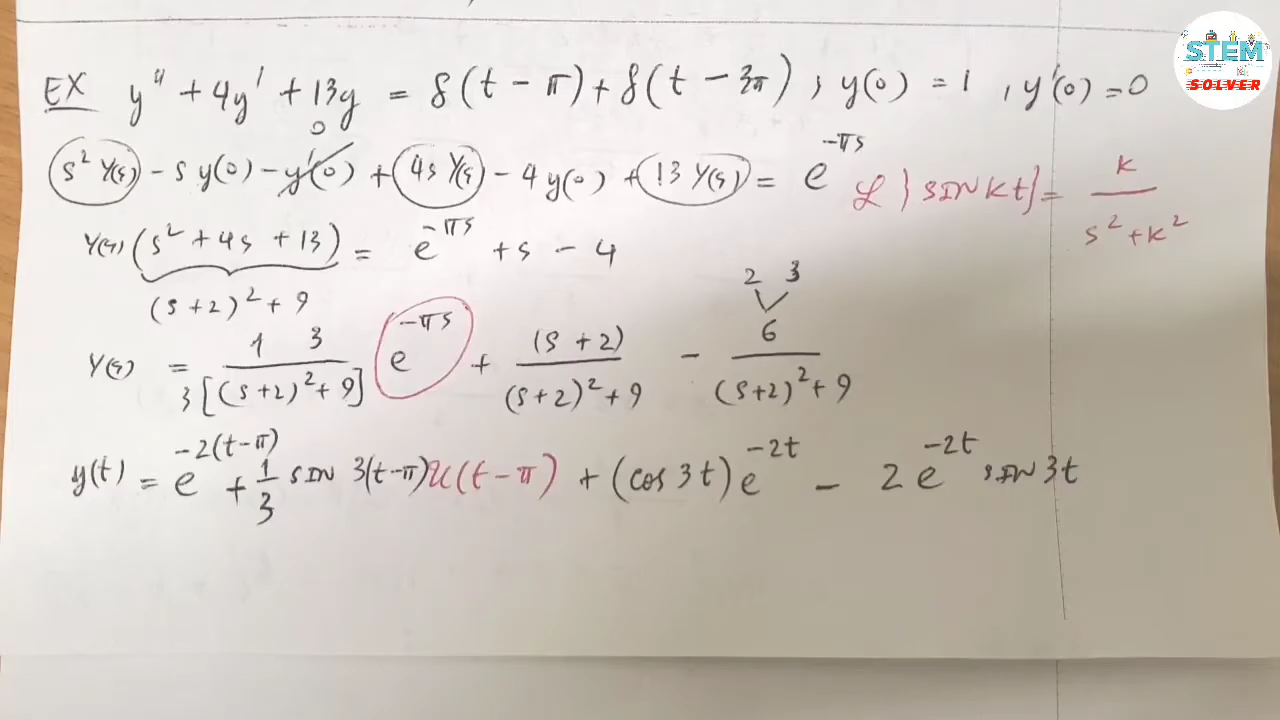 STEM
SOLVER
EX y'' + 4y' + 13y = δ(t - π) + δ(t - 3π) ; y(0) = 1 , y'(0) = 0
0
s² Y(s) - s y(0) - y'(0) + 4s Y(s) - 4 y(0) + 13 Y(s) = e^{-πs}
ℒ{sin kt} = k / (s² + k²)
Y(s) (s² + 4s + 13) = e^{-πs} + s - 4
(s + 2)² + 9
2 3
Y(s) = 1 3 / 3[(s + 2)² + 9] e^{-πs} + (s + 2) / ((s + 2)² + 9) - 6 / ((s + 2)² + 9)
y(t) = e^{-2(t-π)} + 1/3 sin 3(t-π) 𝒰(t - π) + (cos 3t) e^{-2t} - 2 e^{-2t} sin 3t